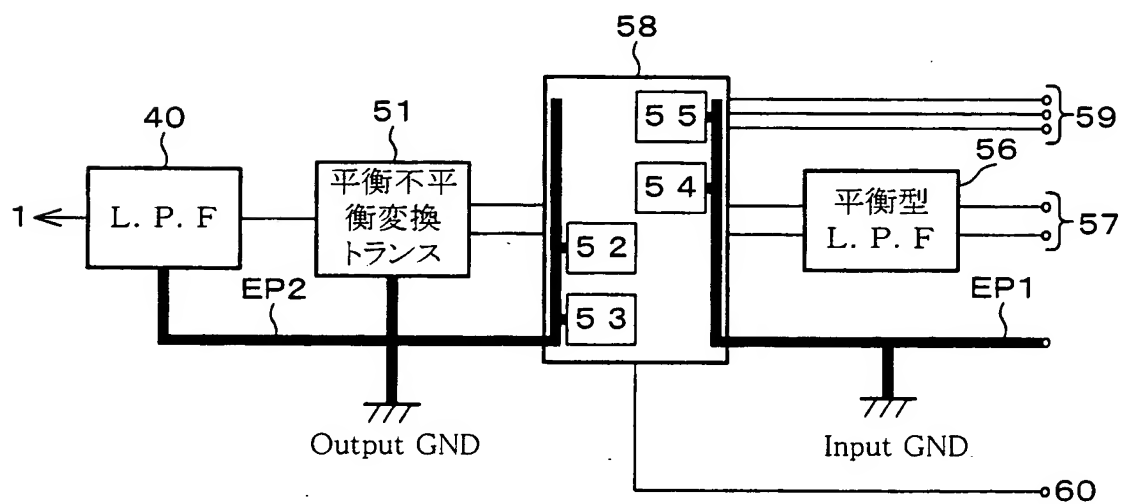 58
40
51
５５
59
５４
56
1
L. P. F
平衡不平
衡変換
トランス
平衡型
L. P. F
57
５２
EP2
５３
EP1
Output GND
Input GND
60